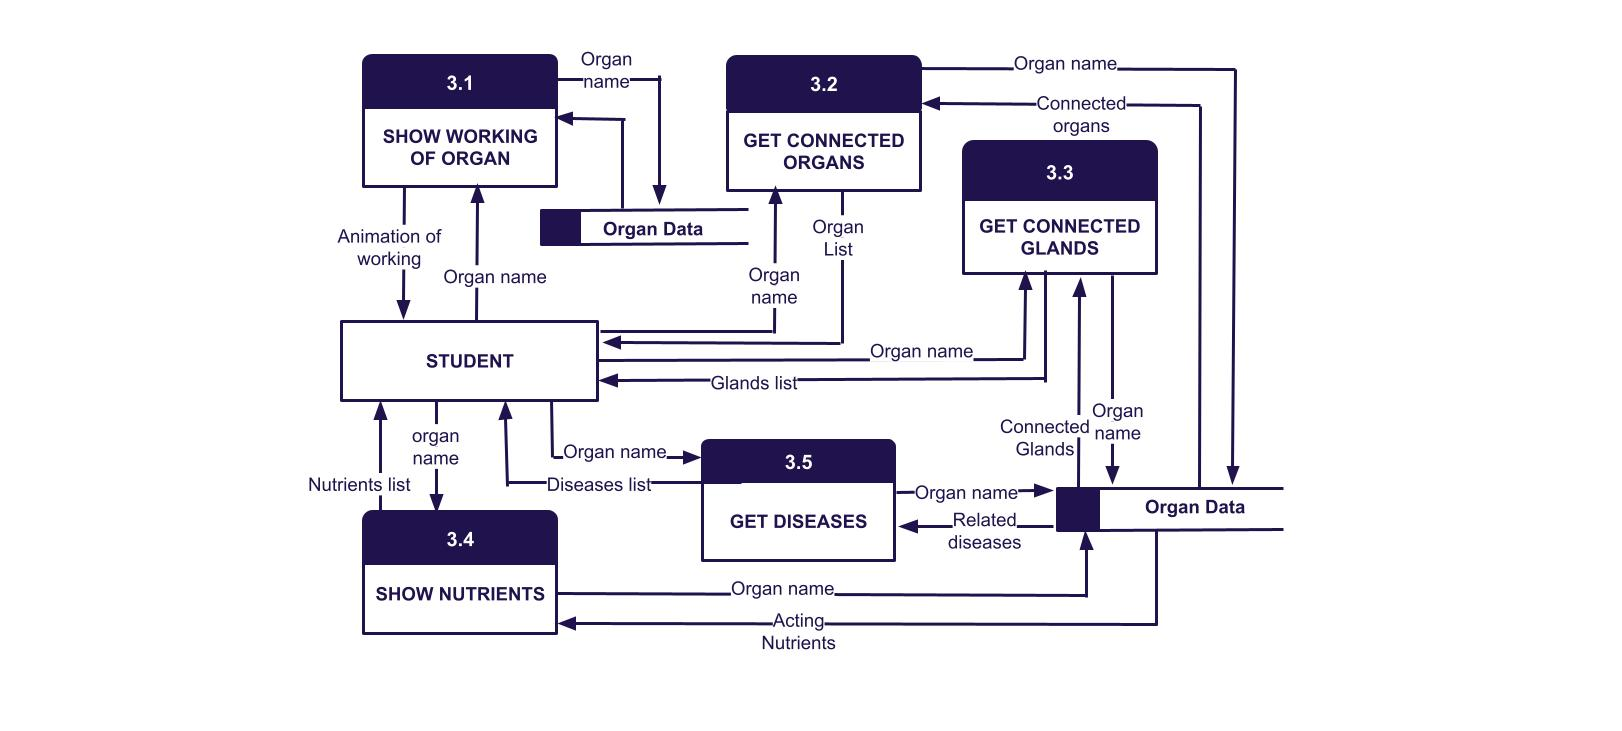 Organ
name
3.1
SHOW WORKING
OF ORGAN
3.2
GET CONNECTED
ORGANS
Organ name
Connected
organs
3.3
GET CONNECTED
GLANDS
Organ Data
Animation of
working
Organ name
Organ
name
Organ
List
STUDENT
Organ name
Glands list
organ
name
Nutrients list
Organ name
Diseases list
3.5
GET DISEASES
Connected
Glands
Organ
name
Organ name
Related
diseases
Organ Data
3.4
SHOW NUTRIENTS
Organ name
Acting
Nutrients